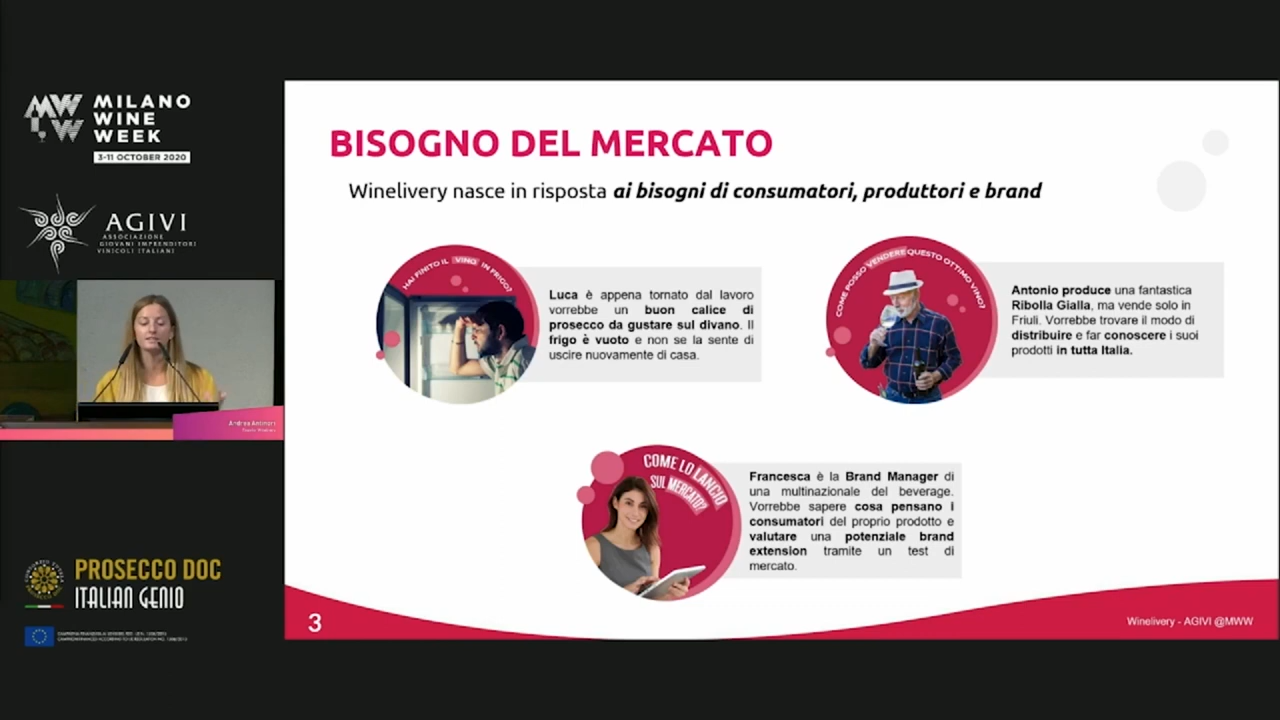 MILANO
WINE
WEEK
3-11 OCTOBER 2020
AGIVI
ASSOCIAZIONE
GIOVANI IMPRENDITORI
VINICOLI ITALIANI
Andrea Antinori
PROSECCO DOC
ITALIAN GENIO
BISOGNO DEL MERCATO
Winelivery nasce in risposta ai bisogni di consumatori, produttori e brand
HAI FINITO IL VINO IN FRIGO?
Luca è appena tornato dal lavoro
vorrebbe un buon calice di
prosecco da gustare sul divano. Il
frigo è vuoto e non se la sente di
uscire nuovamente di casa.
COME POSSO VENDERE QUESTO OTTIMO VINO?
Antonio produce una fantastica
Ribolla Gialla, ma vende solo in
Friuli. Vorrebbe trovare il modo di
distribuire e far conoscere i suoi
prodotti in tutta Italia.
COME LO LANCIO
SUL MERCATO?
Francesca è la Brand Manager di
una multinazionale del beverage.
Vorrebbe sapere cosa pensano i
consumatori del proprio prodotto e
valutare una potenziale brand
extension tramite un test di
mercato.
3
Winelivery - AGIVI @MWW